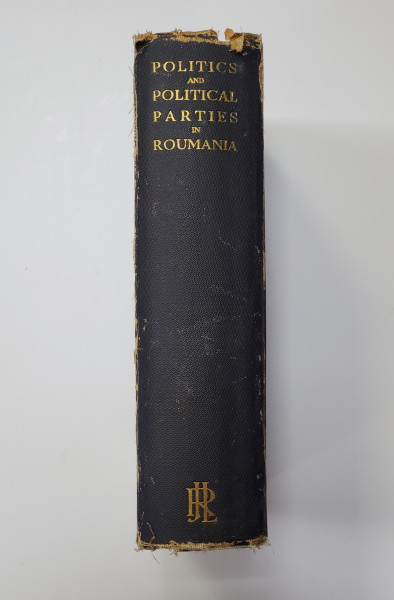 POLITICS
AND
POLITICAL
PARTIES
IN
ROUMANIA